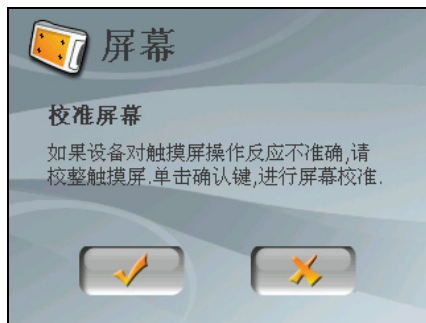 屏幕
校准屏幕
如果设备对触摸屏操作反应不准确,请
校整触摸屏.单击确认键,进行屏幕校准.